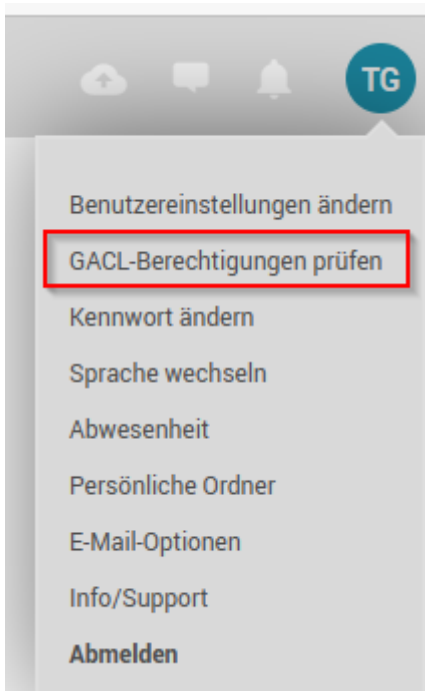 TG
Benutzereinstellungen ändern
GACL-Berechtigungen prüfen
Kennwort ändern
Sprache wechseln
Abwesenheit
Persönliche Ordner
E-Mail-Optionen
Info/Support
Abmelden